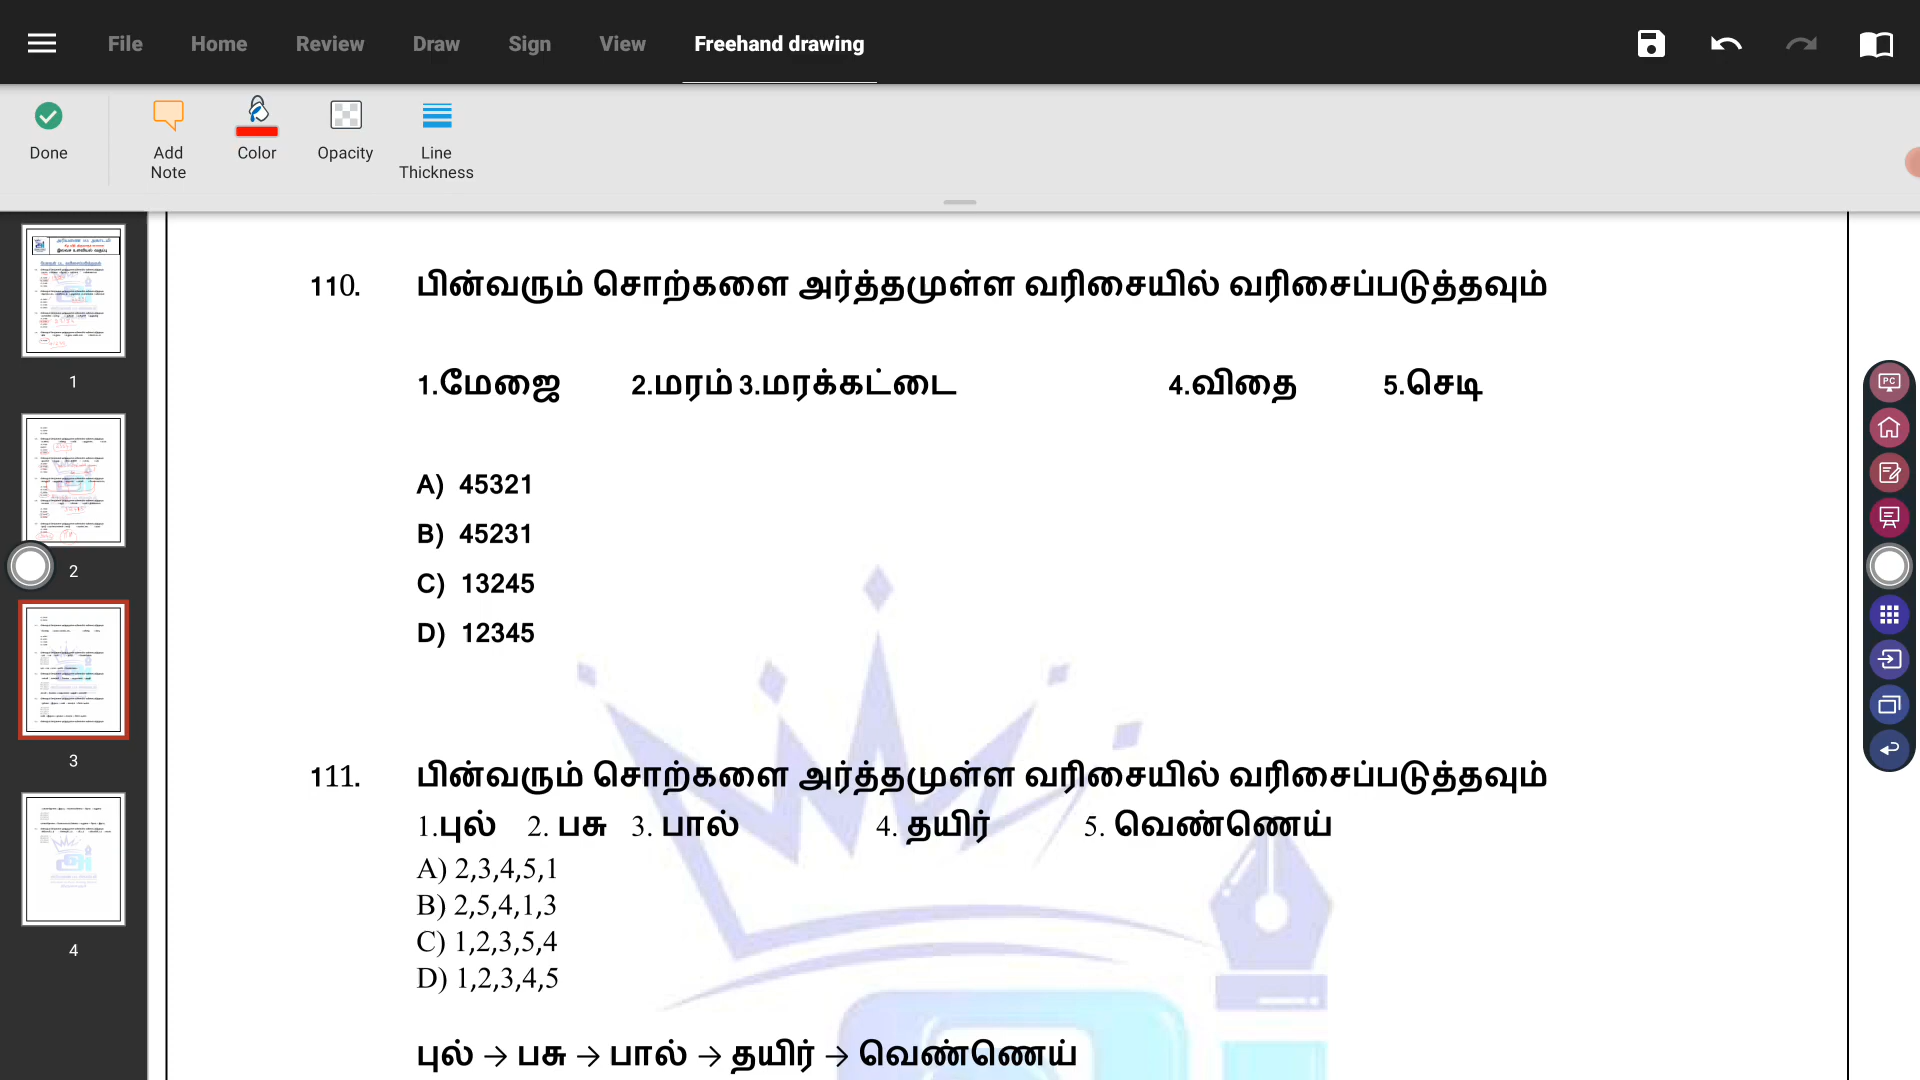 File Home Review Draw Sign View Freehand drawing
Done
Add Note
Color
Opacity
Line Thickness
1
2
3
4
PC
110. பின்வரும் சொற்களை அர்த்தமுள்ள வரிசையில் வரிசைப்படுத்தவும்
1.மேஜை 2.மரம் 3.மரக்கட்டை 4.விதை 5.செடி
A) 45321
B) 45231
C) 13245
D) 12345
111. பின்வரும் சொற்களை அர்த்தமுள்ள வரிசையில் வரிசைப்படுத்தவும்
1.புல் 2. பசு 3. பால் 4. தயிர் 5. வெண்ணெய்
A) 2,3,4,5,1
B) 2,5,4,1,3
C) 1,2,3,5,4
D) 1,2,3,4,5
புல் → பசு → பால் → தயிர் → வெண்ணெய்